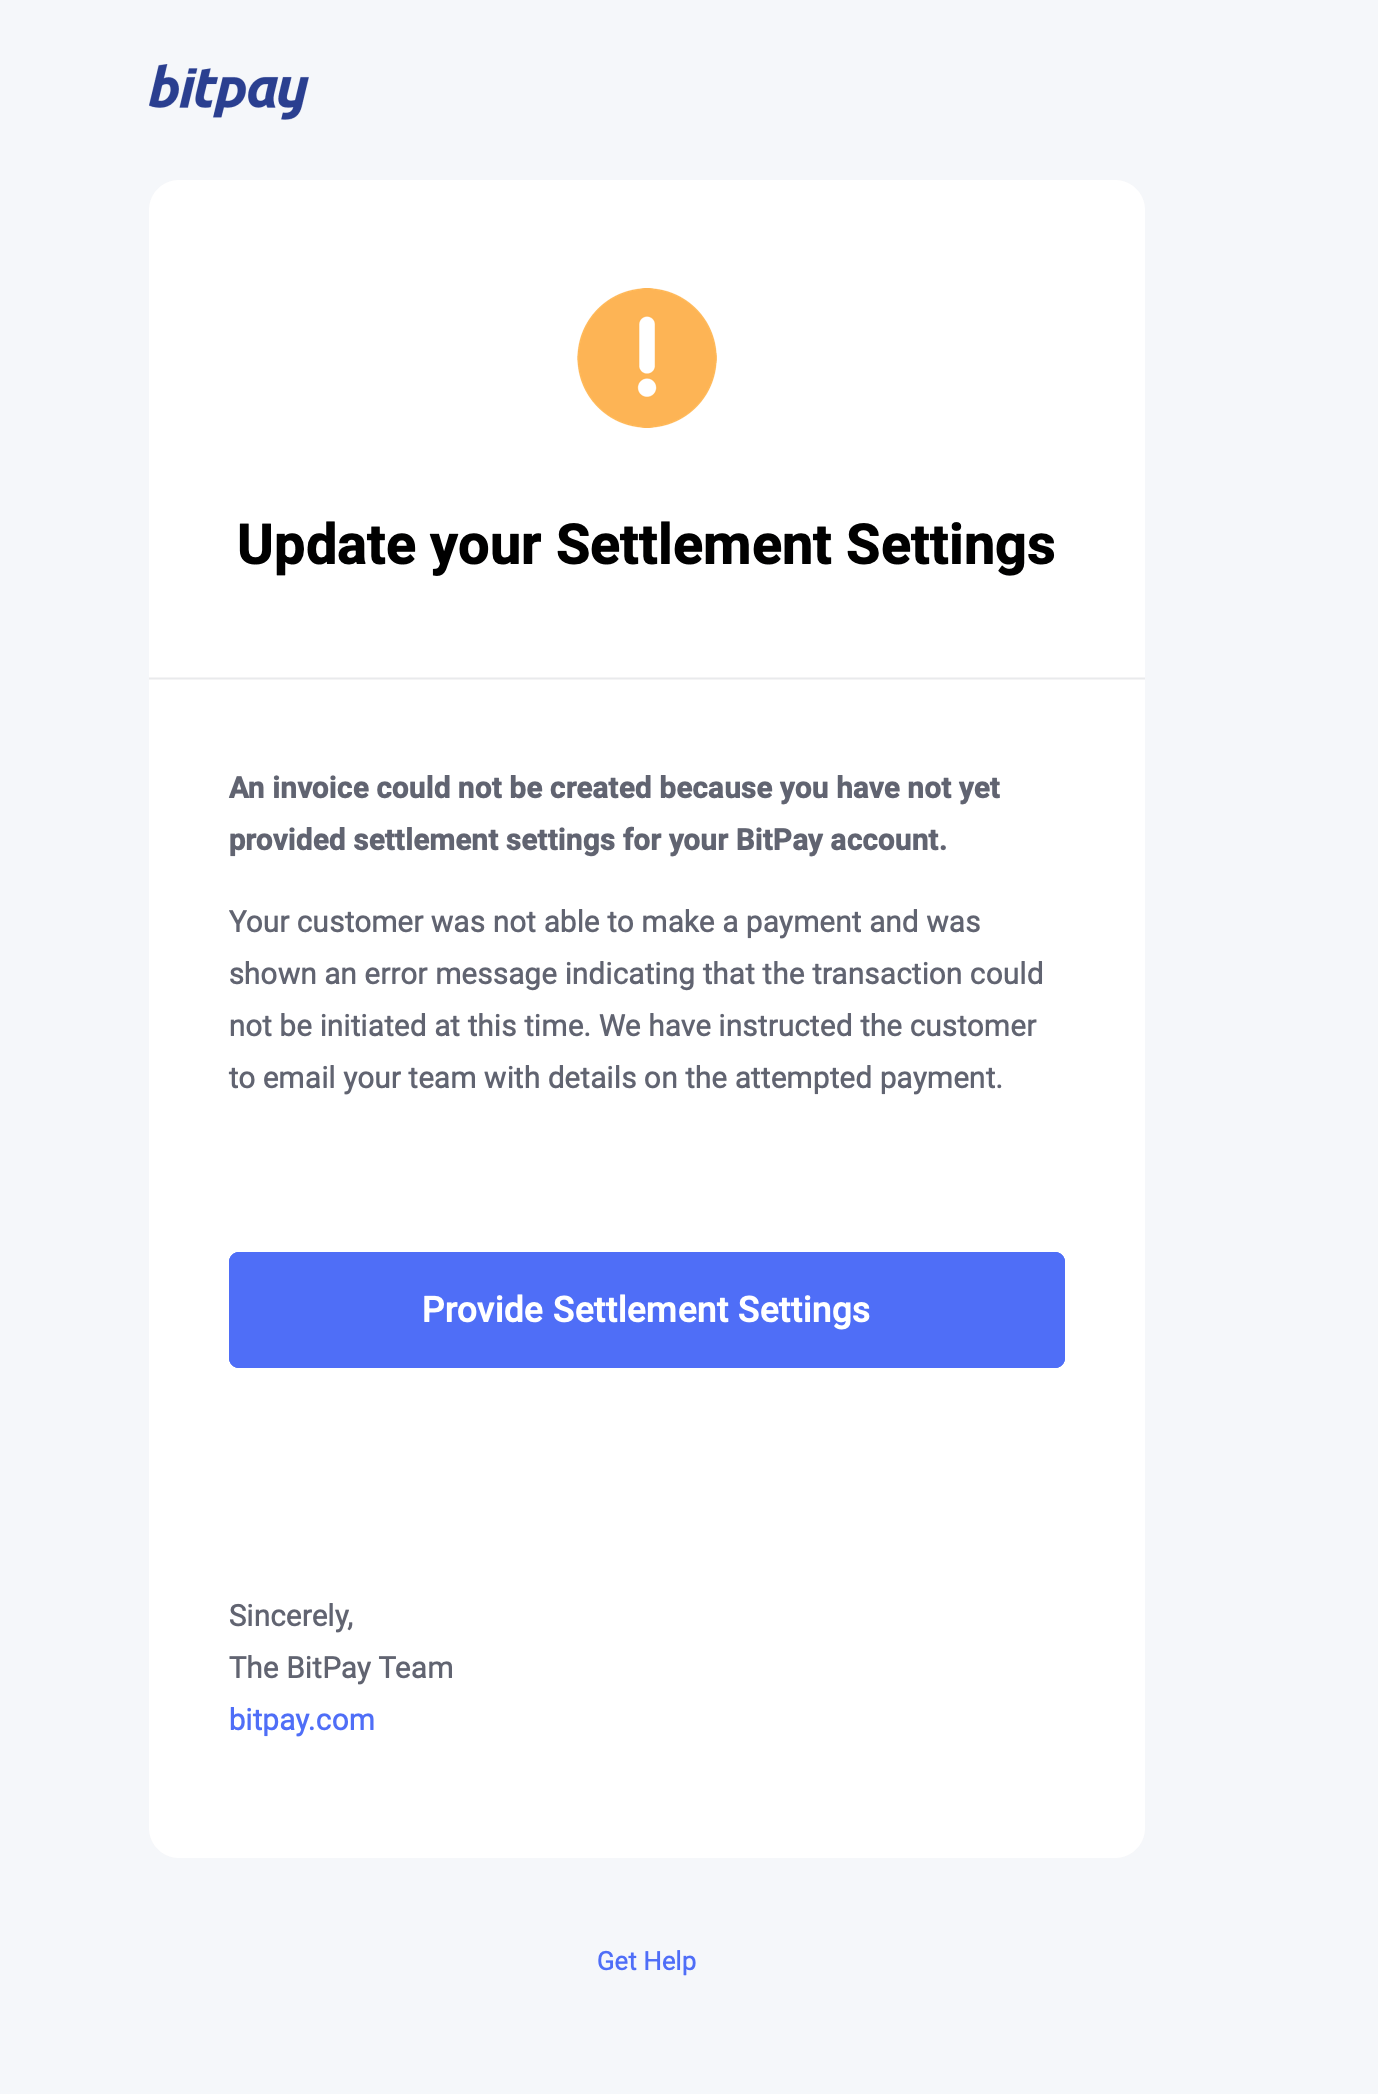 bitpay
Update your Settlement Settings
An invoice could not be created because you have not yet
provided settlement settings for your BitPay account.
Your customer was not able to make a payment and was
shown an error message indicating that the transaction could
not be initiated at this time. We have instructed the customer
to email your team with details on the attempted payment.
Provide Settlement Settings
Sincerely,
The BitPay Team
bitpay.com
Get Help